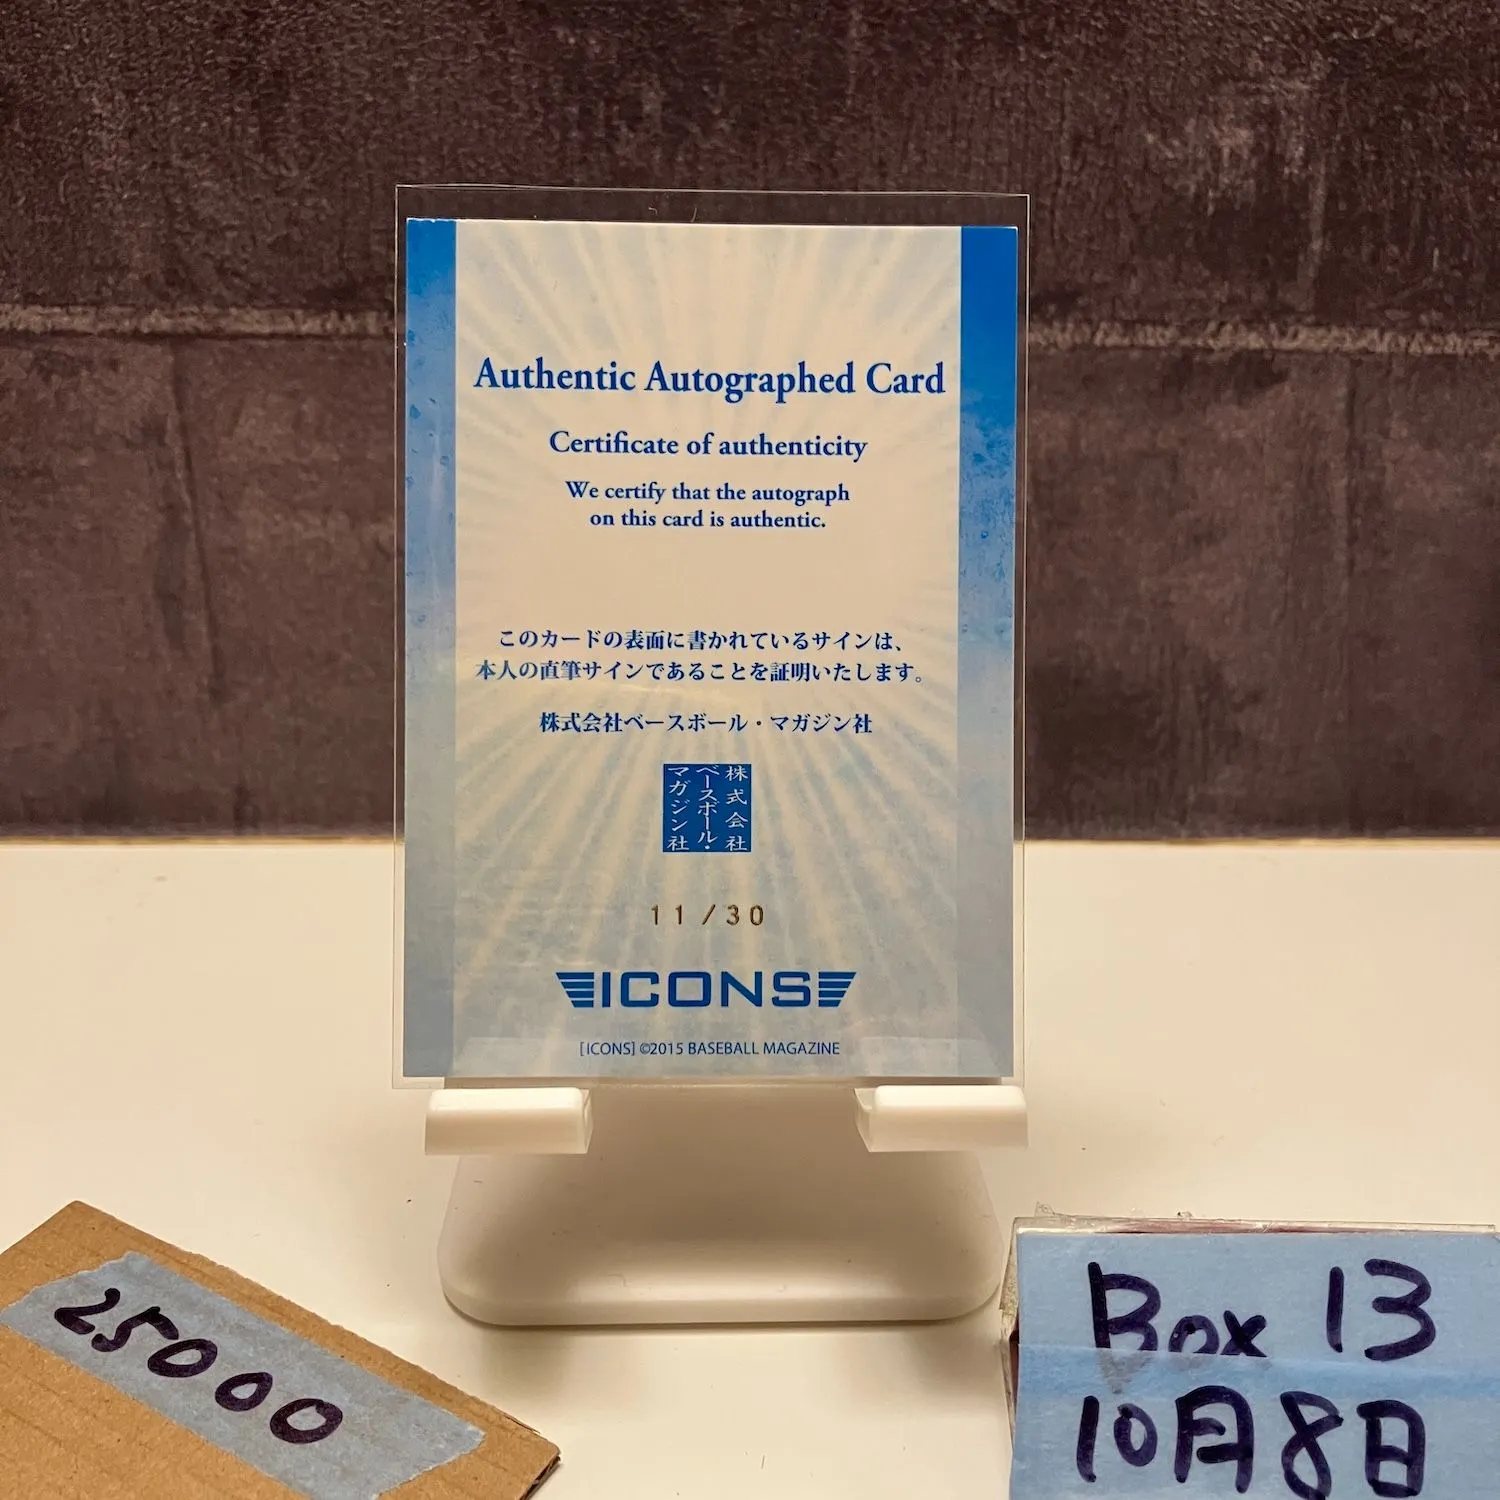 Authentic Autographed Card
Certificate of authenticity
We certify that the autograph
on this card is authentic.
このカードの表面に書かれているサインは、
本人の直筆サインであることを証明いたします。
株式会社ベースボール・マガジン社
株式会社
ベースボール・
マガジン社
11/30
ICONS
[ICONS] ©2015 BASEBALL MAGAZINE
25000
Box 13
10月8日